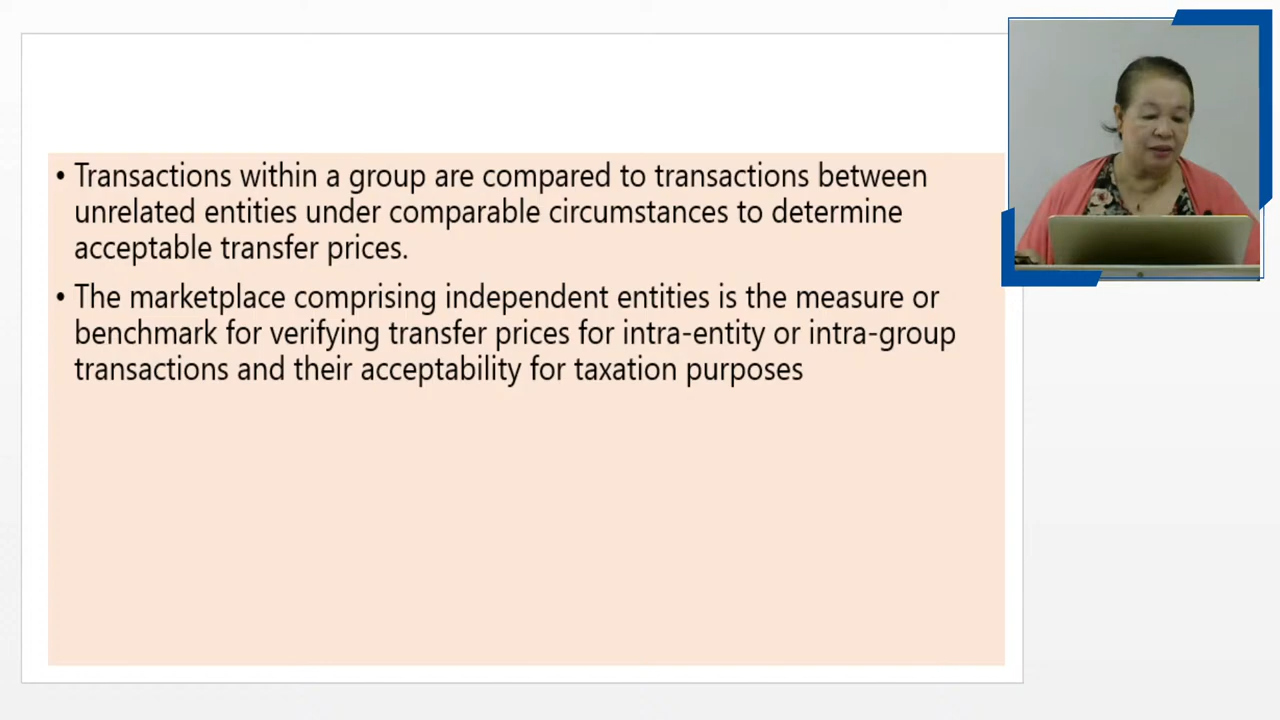 • Transactions within a group are compared to transactions between
unrelated entities under comparable circumstances to determine
acceptable transfer prices.
• The marketplace comprising independent entities is the measure or
benchmark for verifying transfer prices for intra-entity or intra-group
transactions and their acceptability for taxation purposes